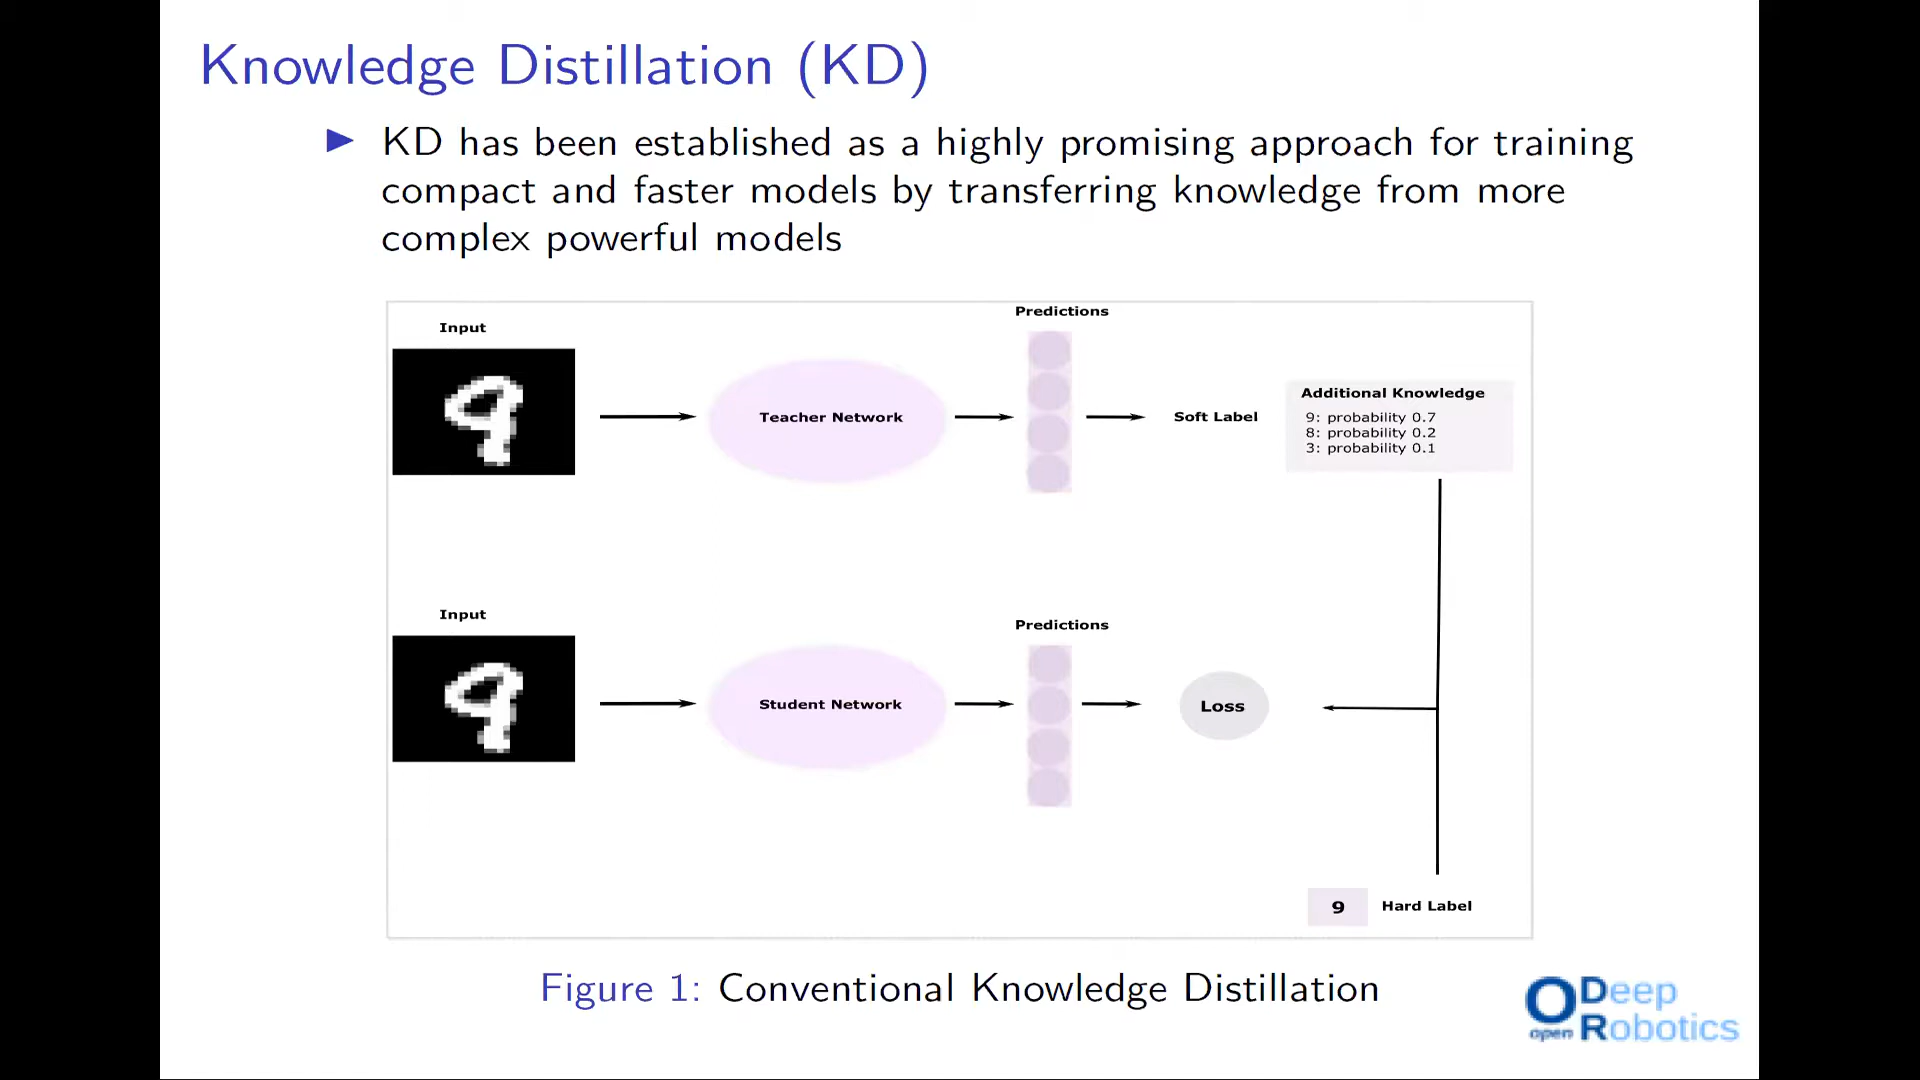 Knowledge Distillation (KD)
KD has been established as a highly promising approach for training
compact and faster models by transferring knowledge from more
complex powerful models
Input
Predictions
Teacher Network
Soft Label
Additional Knowledge
9: probability 0.7
8: probability 0.2
3: probability 0.1
Input
Predictions
Student Network
Loss
9 Hard Label
Figure 1: Conventional Knowledge Distillation
open Deep
Robotics